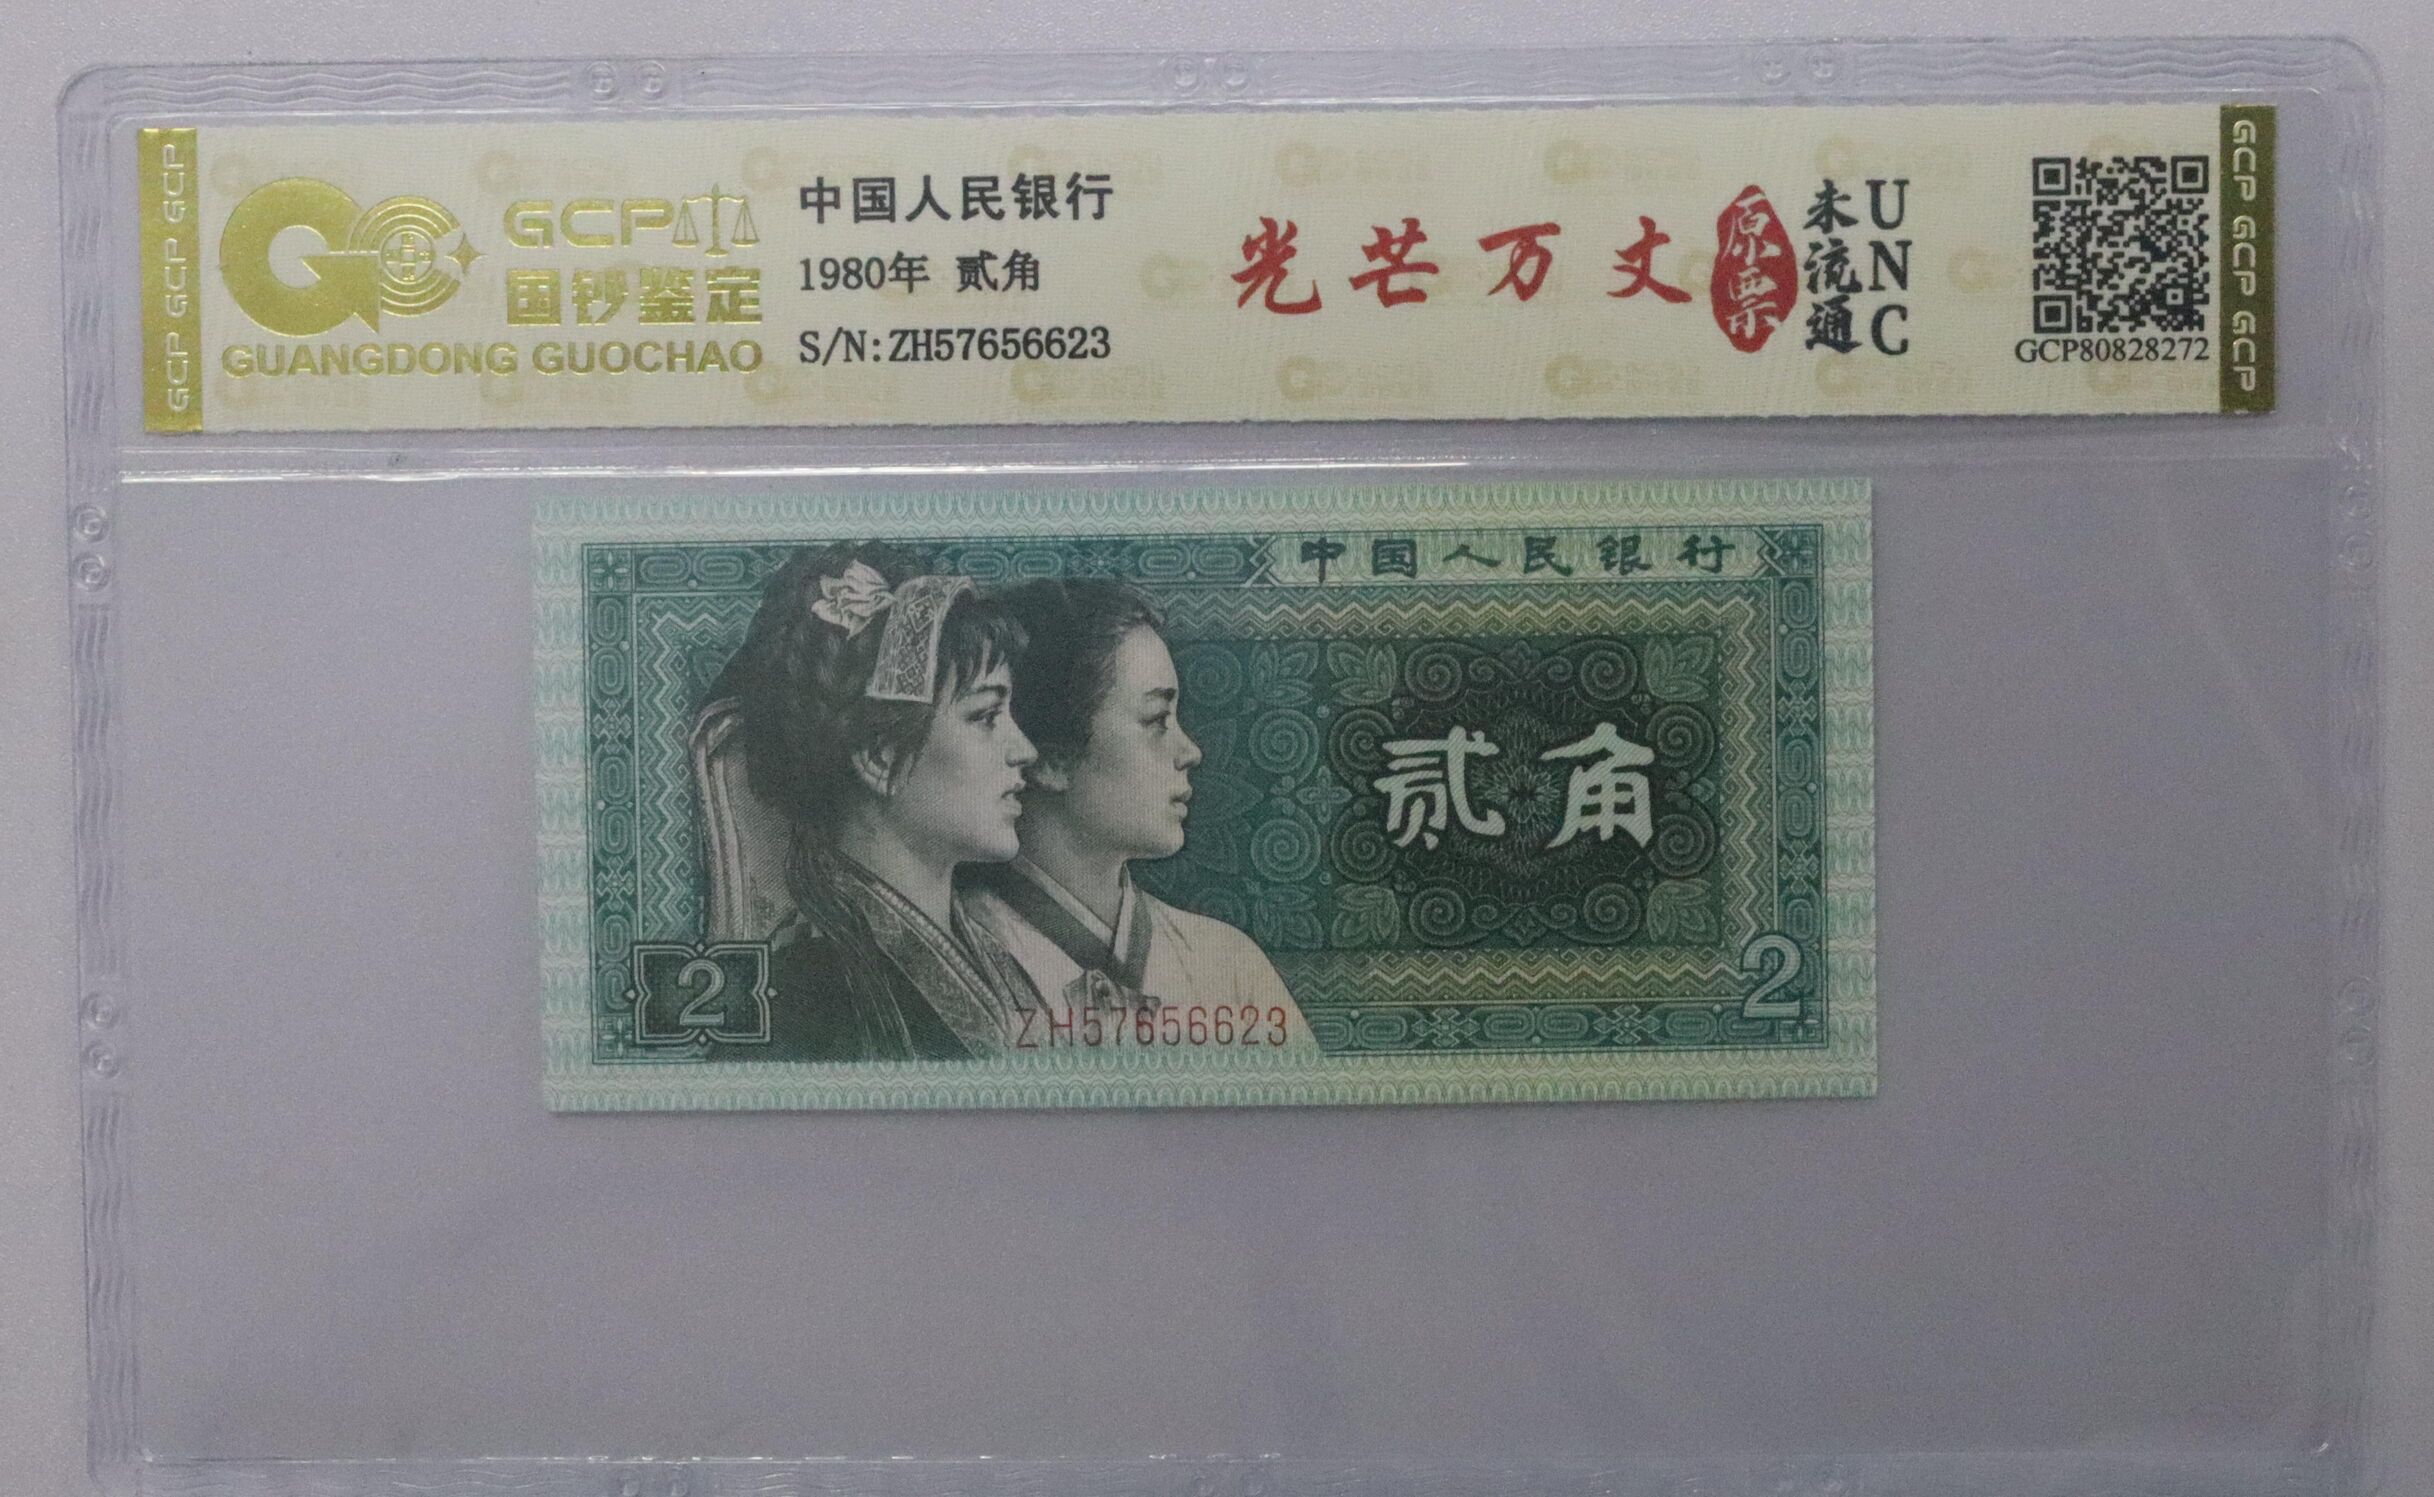 GCP GCP GCP
GCP
国钞鉴定
GUANGDONG GUOCHAO
中国人民银行
1980年 贰角
S/N:ZH57656623
光芒万丈
原票
未流通
UNC
GCP80828272
GCP GCP GCP
中国人民银行
贰角
2
2
ZH57656623